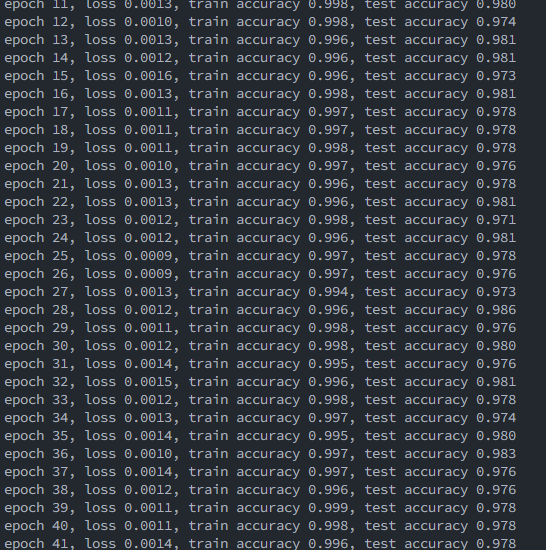 epoch 11, loss 0.0013, train accuracy 0.998, test accuracy 0.980
epoch 12, loss 0.0010, train accuracy 0.998, test accuracy 0.974
epoch 13, loss 0.0013, train accuracy 0.996, test accuracy 0.981
epoch 14, loss 0.0012, train accuracy 0.996, test accuracy 0.981
epoch 15, loss 0.0016, train accuracy 0.996, test accuracy 0.973
epoch 16, loss 0.0013, train accuracy 0.998, test accuracy 0.981
epoch 17, loss 0.0011, train accuracy 0.997, test accuracy 0.978
epoch 18, loss 0.0011, train accuracy 0.997, test accuracy 0.978
epoch 19, loss 0.0011, train accuracy 0.998, test accuracy 0.978
epoch 20, loss 0.0010, train accuracy 0.997, test accuracy 0.976
epoch 21, loss 0.0013, train accuracy 0.996, test accuracy 0.978
epoch 22, loss 0.0013, train accuracy 0.996, test accuracy 0.981
epoch 23, loss 0.0012, train accuracy 0.998, test accuracy 0.971
epoch 24, loss 0.0012, train accuracy 0.996, test accuracy 0.981
epoch 25, loss 0.0009, train accuracy 0.997, test accuracy 0.978
epoch 26, loss 0.0009, train accuracy 0.997, test accuracy 0.976
epoch 27, loss 0.0013, train accuracy 0.994, test accuracy 0.973
epoch 28, loss 0.0012, train accuracy 0.996, test accuracy 0.986
epoch 29, loss 0.0011, train accuracy 0.998, test accuracy 0.976
epoch 30, loss 0.0012, train accuracy 0.998, test accuracy 0.980
epoch 31, loss 0.0014, train accuracy 0.995, test accuracy 0.976
epoch 32, loss 0.0015, train accuracy 0.996, test accuracy 0.981
epoch 33, loss 0.0012, train accuracy 0.998, test accuracy 0.978
epoch 34, loss 0.0013, train accuracy 0.997, test accuracy 0.974
epoch 35, loss 0.0014, train accuracy 0.995, test accuracy 0.980
epoch 36, loss 0.0010, train accuracy 0.997, test accuracy 0.983
epoch 37, loss 0.0014, train accuracy 0.997, test accuracy 0.976
epoch 38, loss 0.0012, train accuracy 0.996, test accuracy 0.976
epoch 39, loss 0.0011, train accuracy 0.999, test accuracy 0.978
epoch 40, loss 0.0011, train accuracy 0.998, test accuracy 0.978
epoch 41, loss 0.0014, train accuracy 0.996, test accuracy 0.978